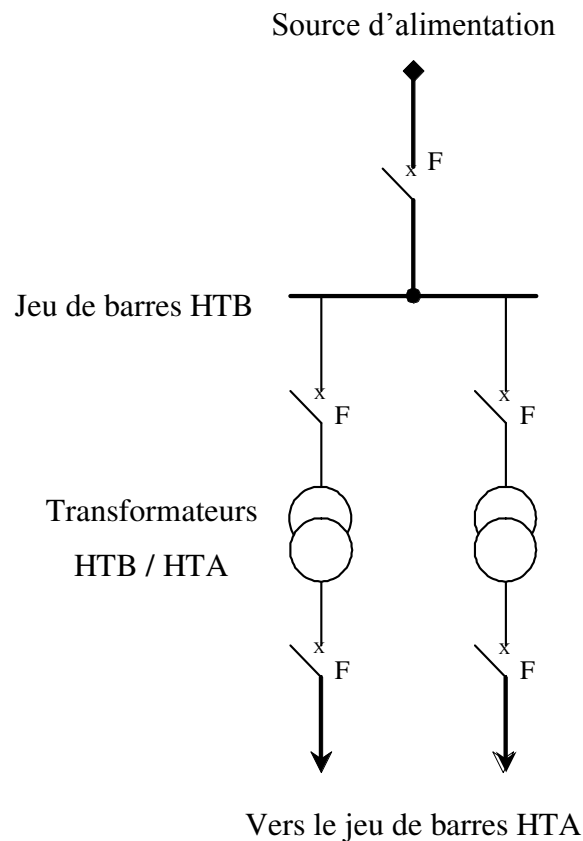 Source d’alimentation
x F
Jeu de barres HTB
x F
x F
Transformateurs
HTB / HTA
x F
x F
Vers le jeu de barres HTA